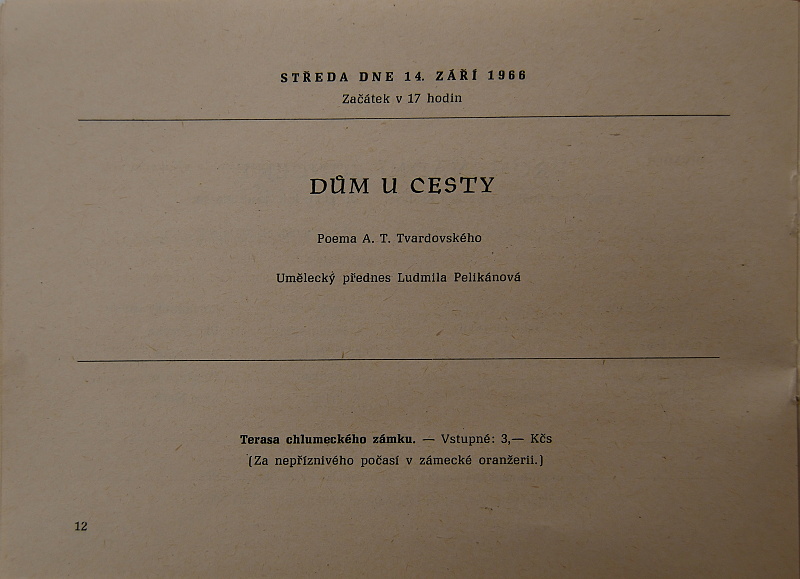 STŘEDA DNE 14. ZÁŘÍ 1966
Začátek v 17 hodin
DŮM U CESTY
Poema A. T. Tvardovského
Umělecký přednes Ludmila Pelikánová
Terasa chlumeckého zámku. — Vstupné: 3,— Kčs
(Za nepříznivého počasí v zámecké oranžerii.)
12